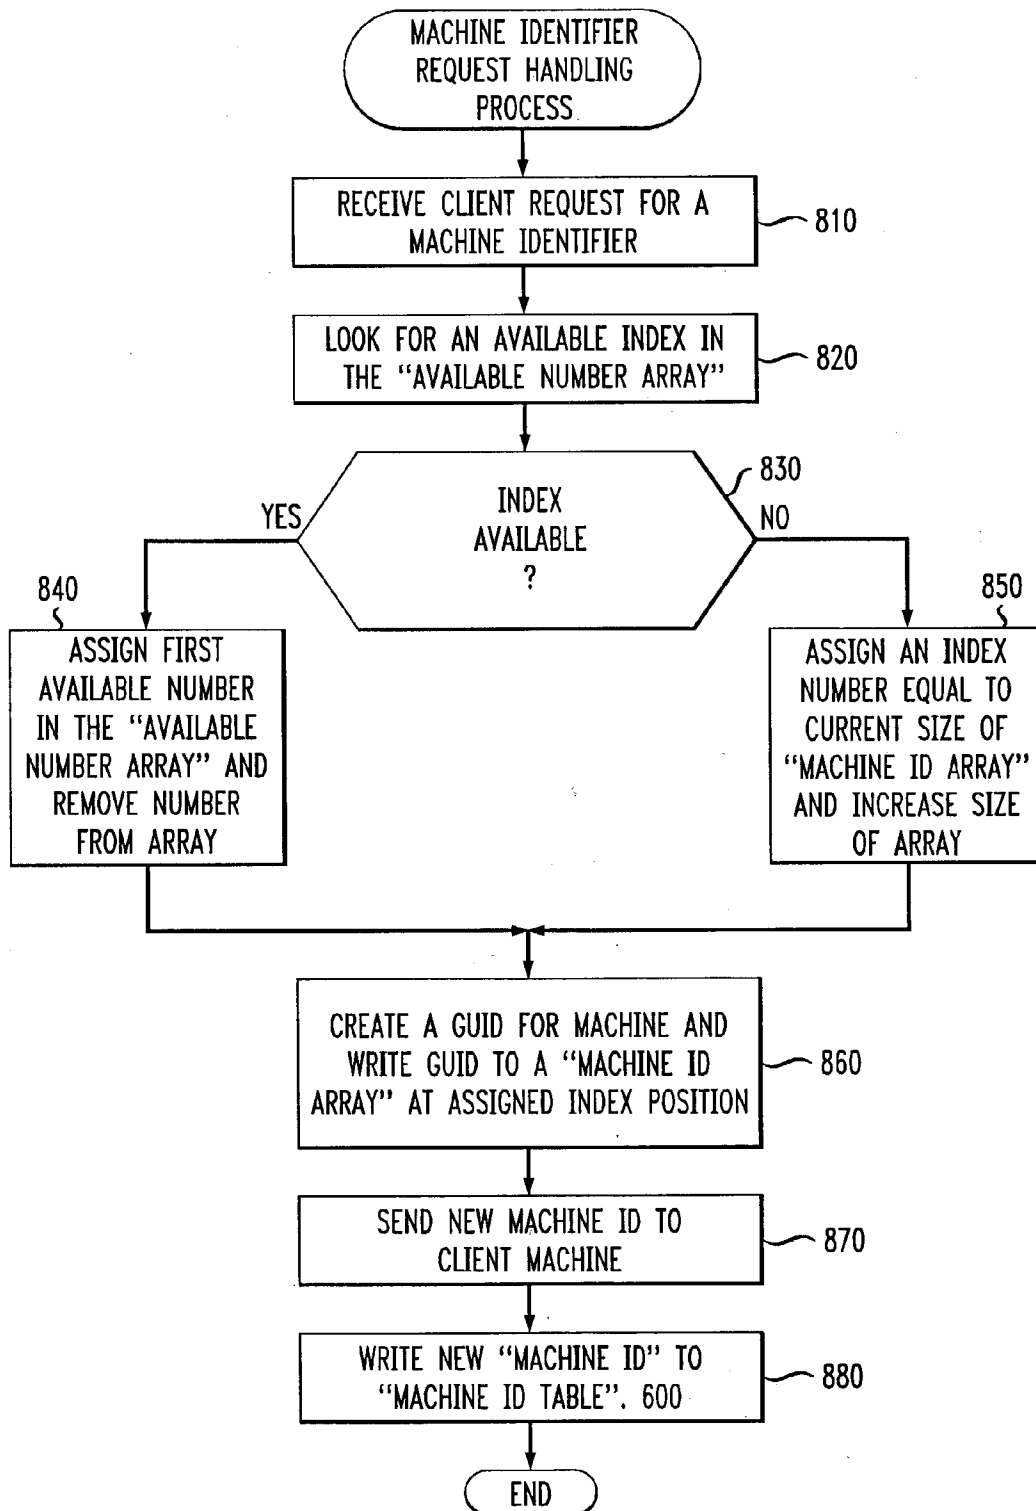 MACHINE IDENTIFIER
REQUEST HANDLING
PROCESS
RECEIVE CLIENT REQUEST FOR A
MACHINE IDENTIFIER
810
LOOK FOR AN AVAILABLE INDEX IN
THE “AVAILABLE NUMBER ARRAY”
820
830
INDEX
AVAILABLE
?
YES
NO
840
ASSIGN FIRST
AVAILABLE NUMBER
IN THE “AVAILABLE
NUMBER ARRAY” AND
REMOVE NUMBER
FROM ARRAY
850
ASSIGN AN INDEX
NUMBER EQUAL TO
CURRENT SIZE OF
“MACHINE ID ARRAY”
AND INCREASE SIZE
OF ARRAY
CREATE A GUID FOR MACHINE AND
WRITE GUID TO A “MACHINE ID
ARRAY” AT ASSIGNED INDEX POSITION
860
SEND NEW MACHINE ID TO
CLIENT MACHINE
870
WRITE NEW “MACHINE ID” TO
“MACHINE ID TABLE”. 600
880
END